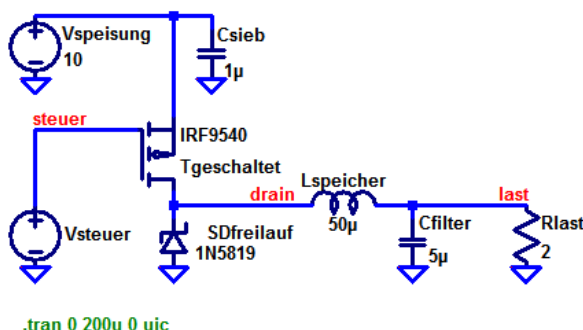 Vspeisung
10
Csieb
1µ
steuer
IRF9540
Tgeschaltet
Lspeicher
drain
last
50µ
Vsteuer
SDfreilauf
1N5819
Cfilter
5µ
Rlast
2
.tran 0 200u 0 uic